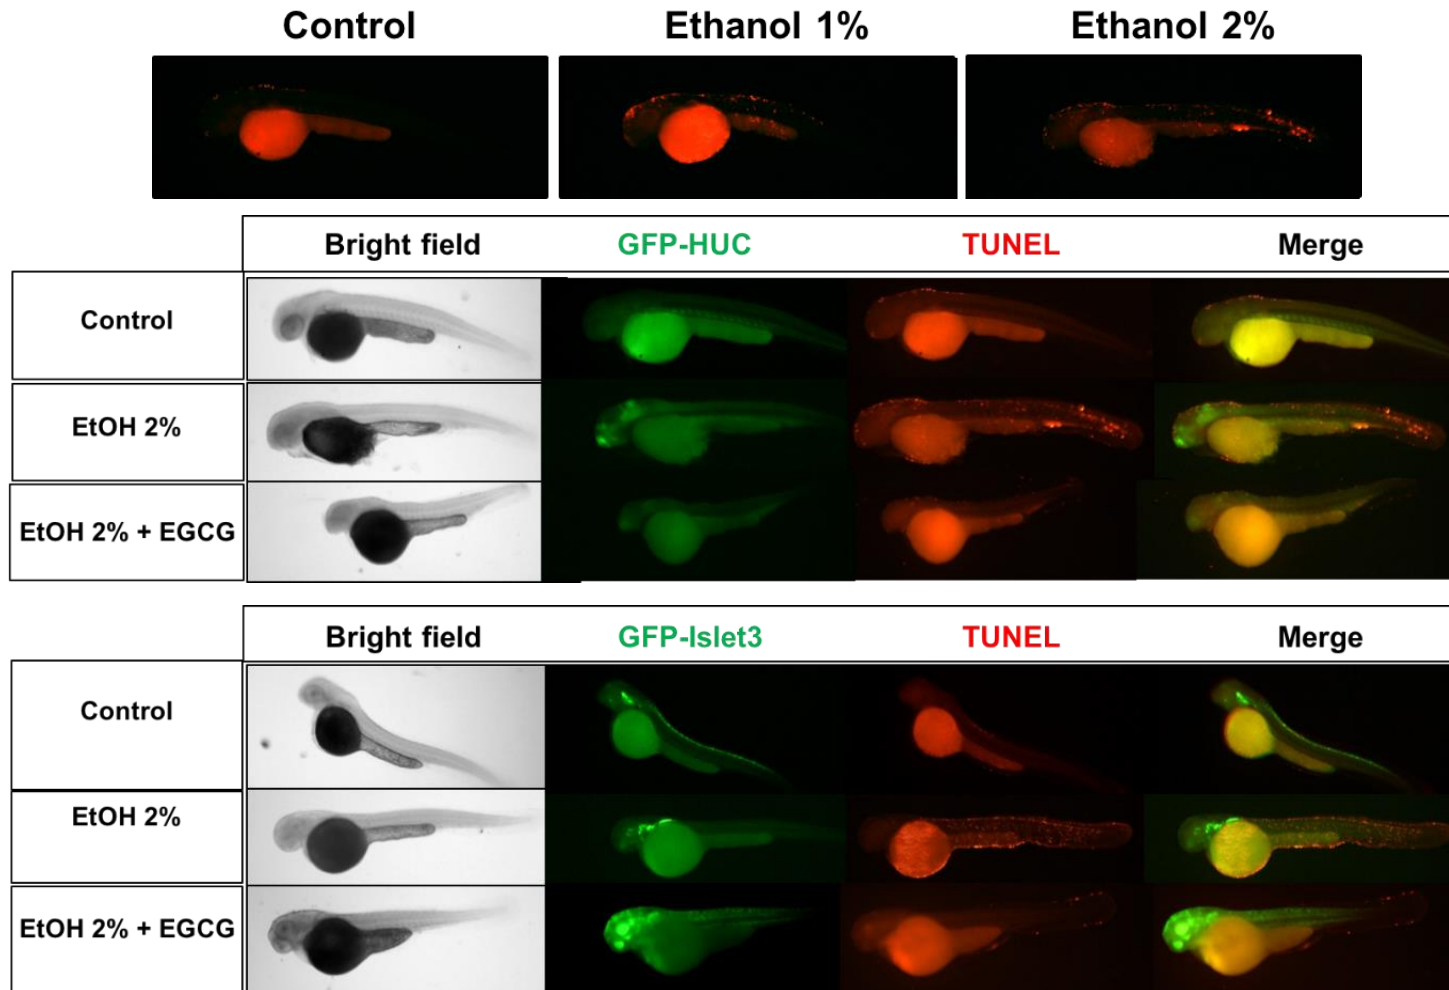 Control Ethanol 1% Ethanol 2%
Bright field GFP-HUC TUNEL Merge
Control
EtOH 2%
EtOH 2% + EGCG
Bright field GFP-Islet3 TUNEL Merge
Control
EtOH 2%
EtOH 2% + EGCG